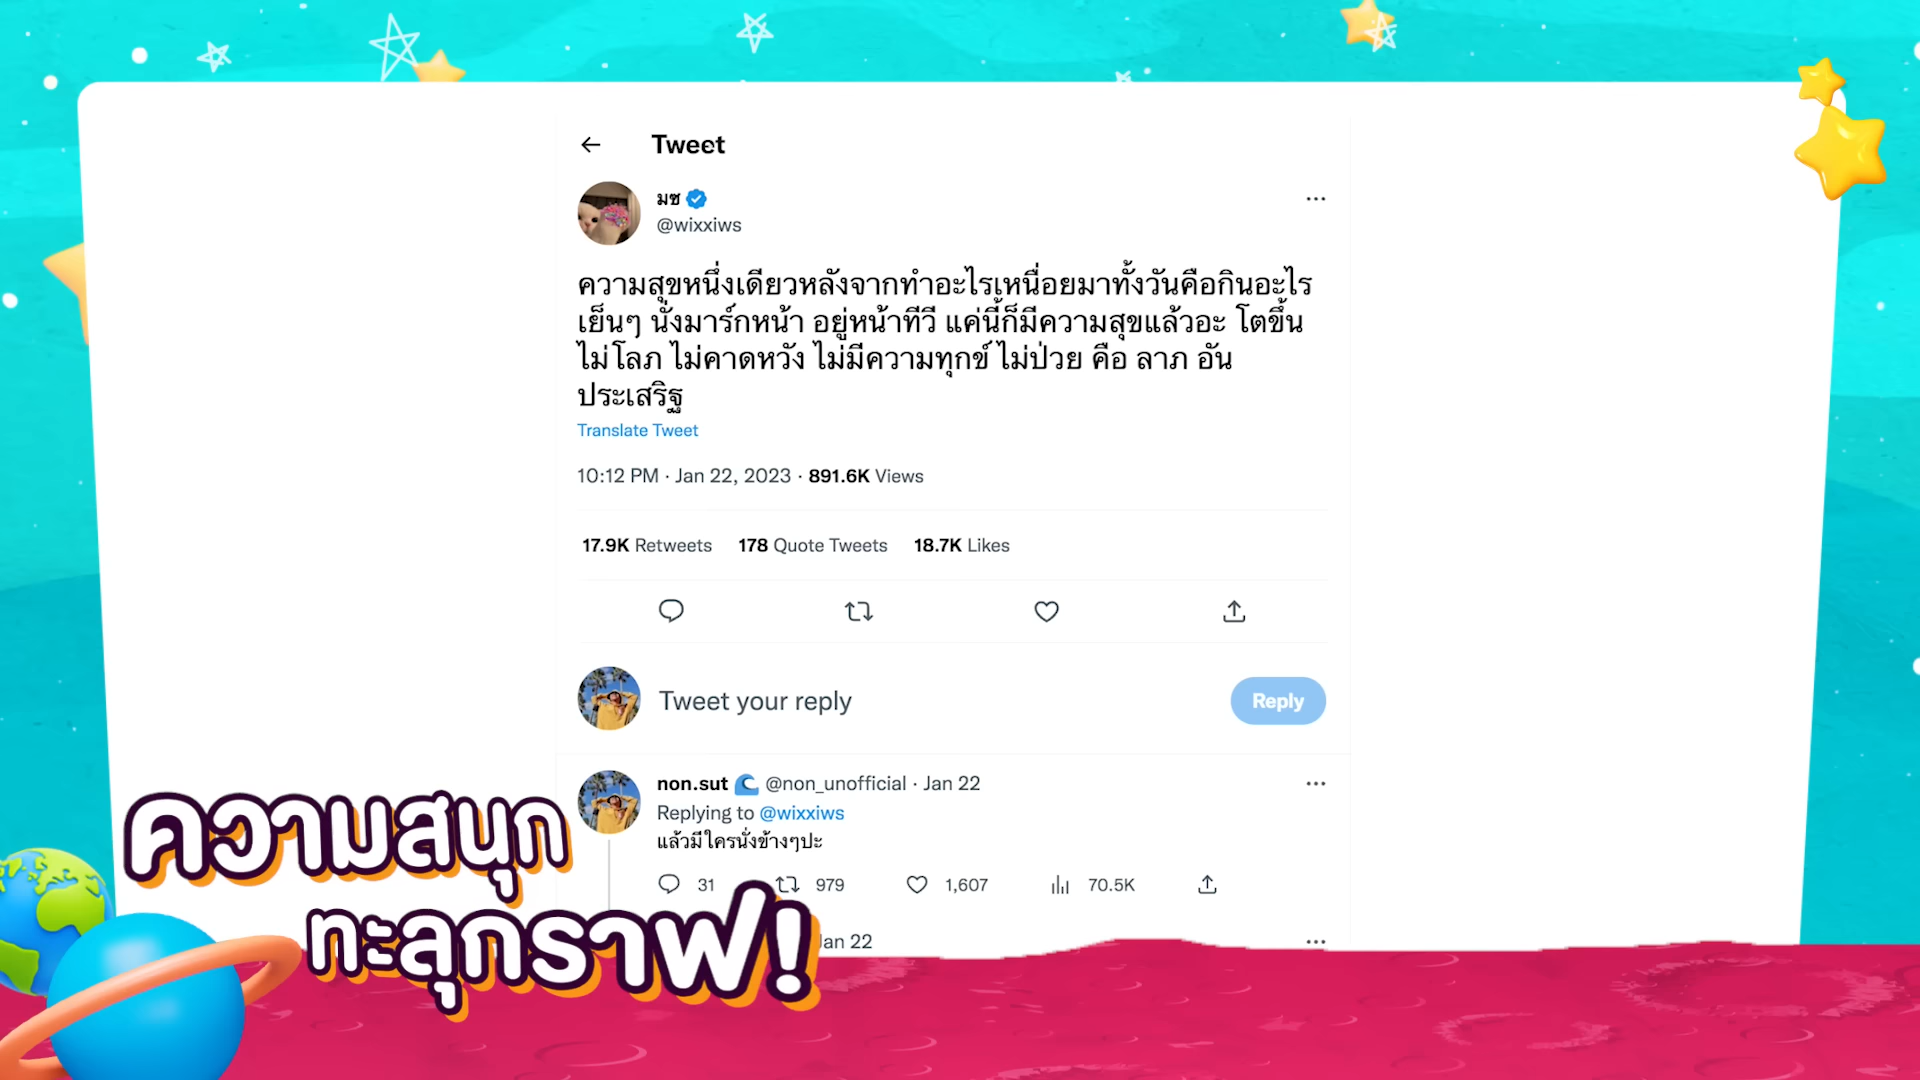 Tweet
มซ
@wixxiws
ความสุขหนึ่งเดียวหลังจากทำอะไรเหนื่อยมาทั้งวันคือกินอะไร
เย็นๆ นั่งมาร์กหน้า อยู่หน้าทีวี แค่นี้ก็มีความสุขแล้วอะ โตขึ้น
ไม่โลภ ไม่คาดหวัง ไม่มีความทุกข์ ไม่ป่วย คือ ลาภ อัน
ประเสริฐ
Translate Tweet
10:12 PM · Jan 22, 2023 · 891.6K Views
17.9K Retweets 178 Quote Tweets 18.7K Likes
Tweet your reply Reply
non.sut @non_unofficial · Jan 22
Replying to @wixxiws
แล้วมีใครนั่งข้างๆปะ
31 979 1,607 70.5K
Jan 22
ความสนุก
ทะลุกราฟ!